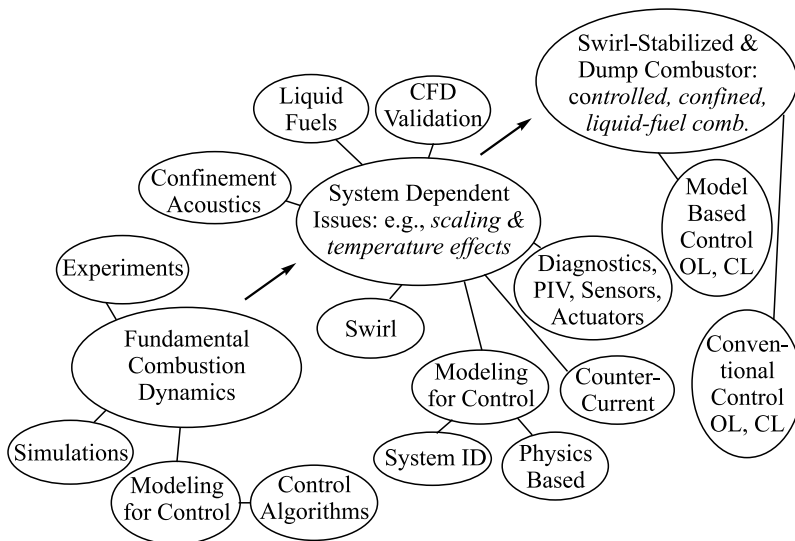 Swirl-Stabilized &
Dump Combustor:
controlled, confined,
liquid-fuel comb.
Liquid
Fuels
CFD
Validation
Confinement
Acoustics
System Dependent
Issues: e.g., scaling &
temperature effects
Model
Based
Control
OL, CL
Experiments
Diagnostics,
PIV, Sensors,
Actuators
Swirl
Fundamental
Combustion
Dynamics
Modeling
for Control
Counter-
Current
Conven-
tional
Control
OL, CL
Simulations
System ID
Physics
Based
Modeling
for Control
Control
Algorithms